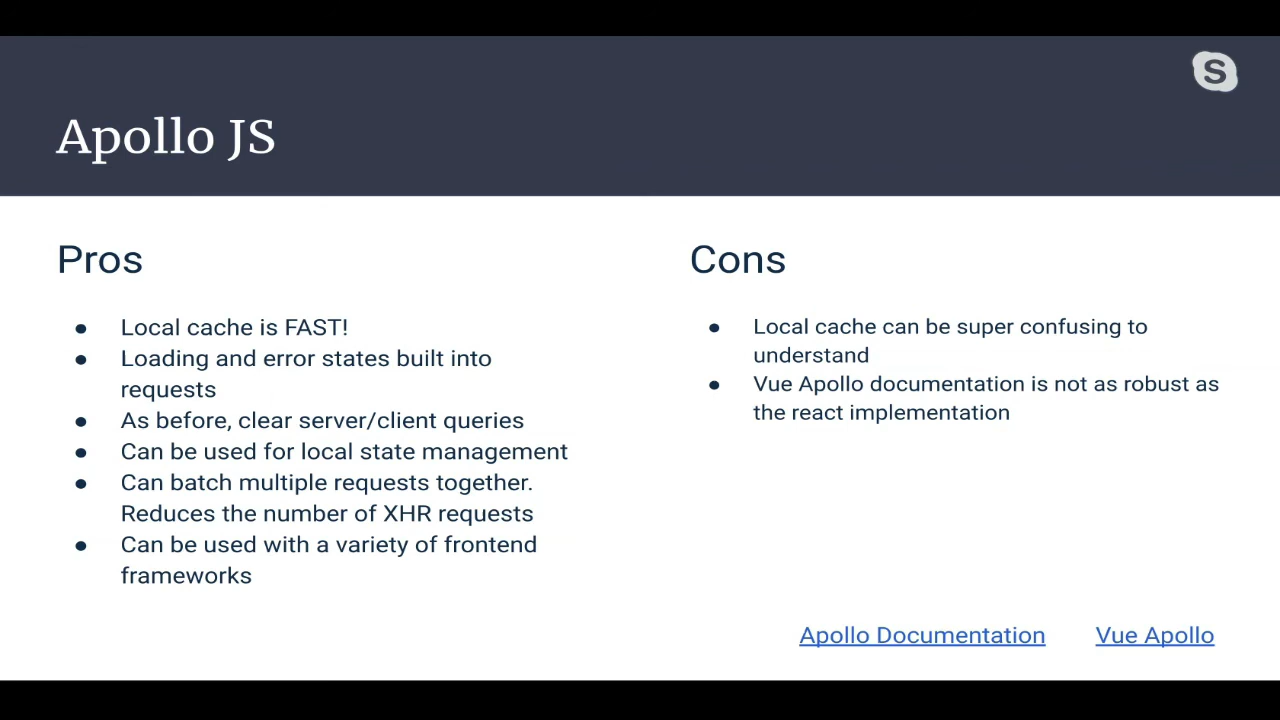 S
Apollo JS
Pros
● Local cache is FAST!
● Loading and error states built into
requests
● As before, clear server/client queries
● Can be used for local state management
● Can batch multiple requests together.
Reduces the number of XHR requests
● Can be used with a variety of frontend
frameworks
Cons
● Local cache can be super confusing to
understand
● Vue Apollo documentation is not as robust as
the react implementation
Apollo Documentation
Vue Apollo